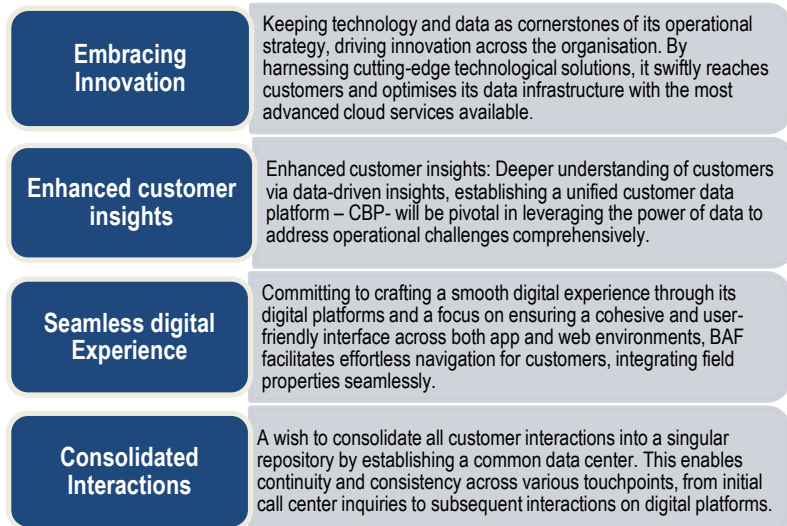 Embracing
Innovation
Keeping technology and data as cornerstones of its operational
strategy, driving innovation across the organisation. By
harnessing cutting-edge technological solutions, it swiftly reaches
customers and optimises its data infrastructure with the most
advanced cloud services available.
Enhanced customer
insights
Enhanced customer insights: Deeper understanding of customers
via data-driven insights, establishing a unified customer data
platform – CBP- will be pivotal in leveraging the power of data to
address operational challenges comprehensively.
Seamless digital
Experience
Committing to crafting a smooth digital experience through its
digital platforms and a focus on ensuring a cohesive and user-
friendly interface across both app and web environments, BAF
facilitates effortless navigation for customers, integrating field
properties seamlessly.
Consolidated
Interactions
A wish to consolidate all customer interactions into a singular
repository by establishing a common data center. This enables
continuity and consistency across various touchpoints, from initial
call center inquiries to subsequent interactions on digital platforms.